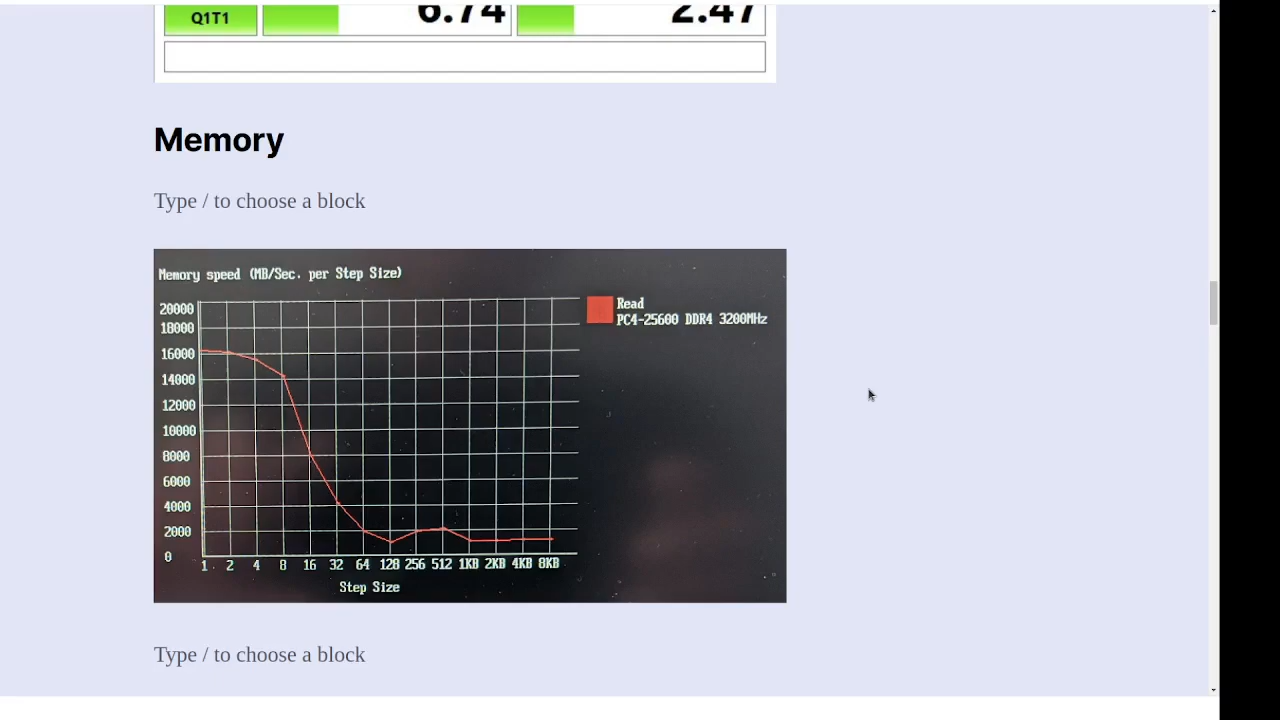 Q1T1 6.74 2.47
Memory
Type / to choose a block
Memory speed (MB/Sec. per Step Size)
Read
PC4-25600 DDR4 3200MHz
20000
18000
16000
14000
12000
10000
8000
6000
4000
2000
0
1 2 4 8 16 32 64 128 256 512 1KB 2KB 4KB 8KB
Step Size
Type / to choose a block